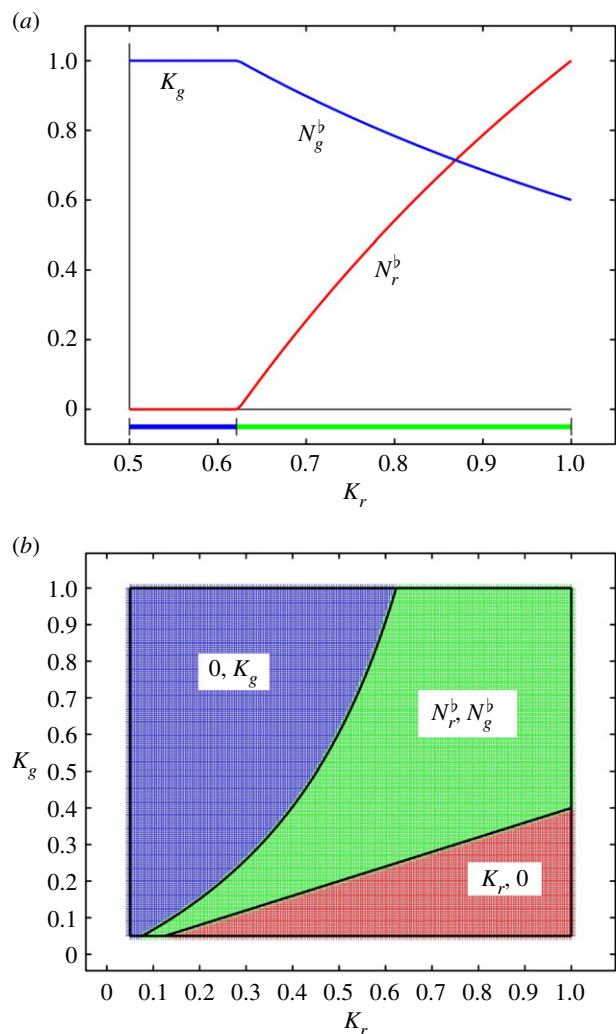 (a)
1.0
K_g
N_g^♭
0.8
0.6
N_r^♭
0.4
0.2
0
0.5 0.6 0.7 0.8 0.9 1.0
K_r
(b)
1.0
0.9
0.8
0, K_g
0.7
N_r^♭, N_g^♭
0.6
K_g 0.5
0.4
0.3
0.2
K_r, 0
0.1
0
0 0.1 0.2 0.3 0.4 0.5 0.6 0.7 0.8 0.9 1.0
K_r